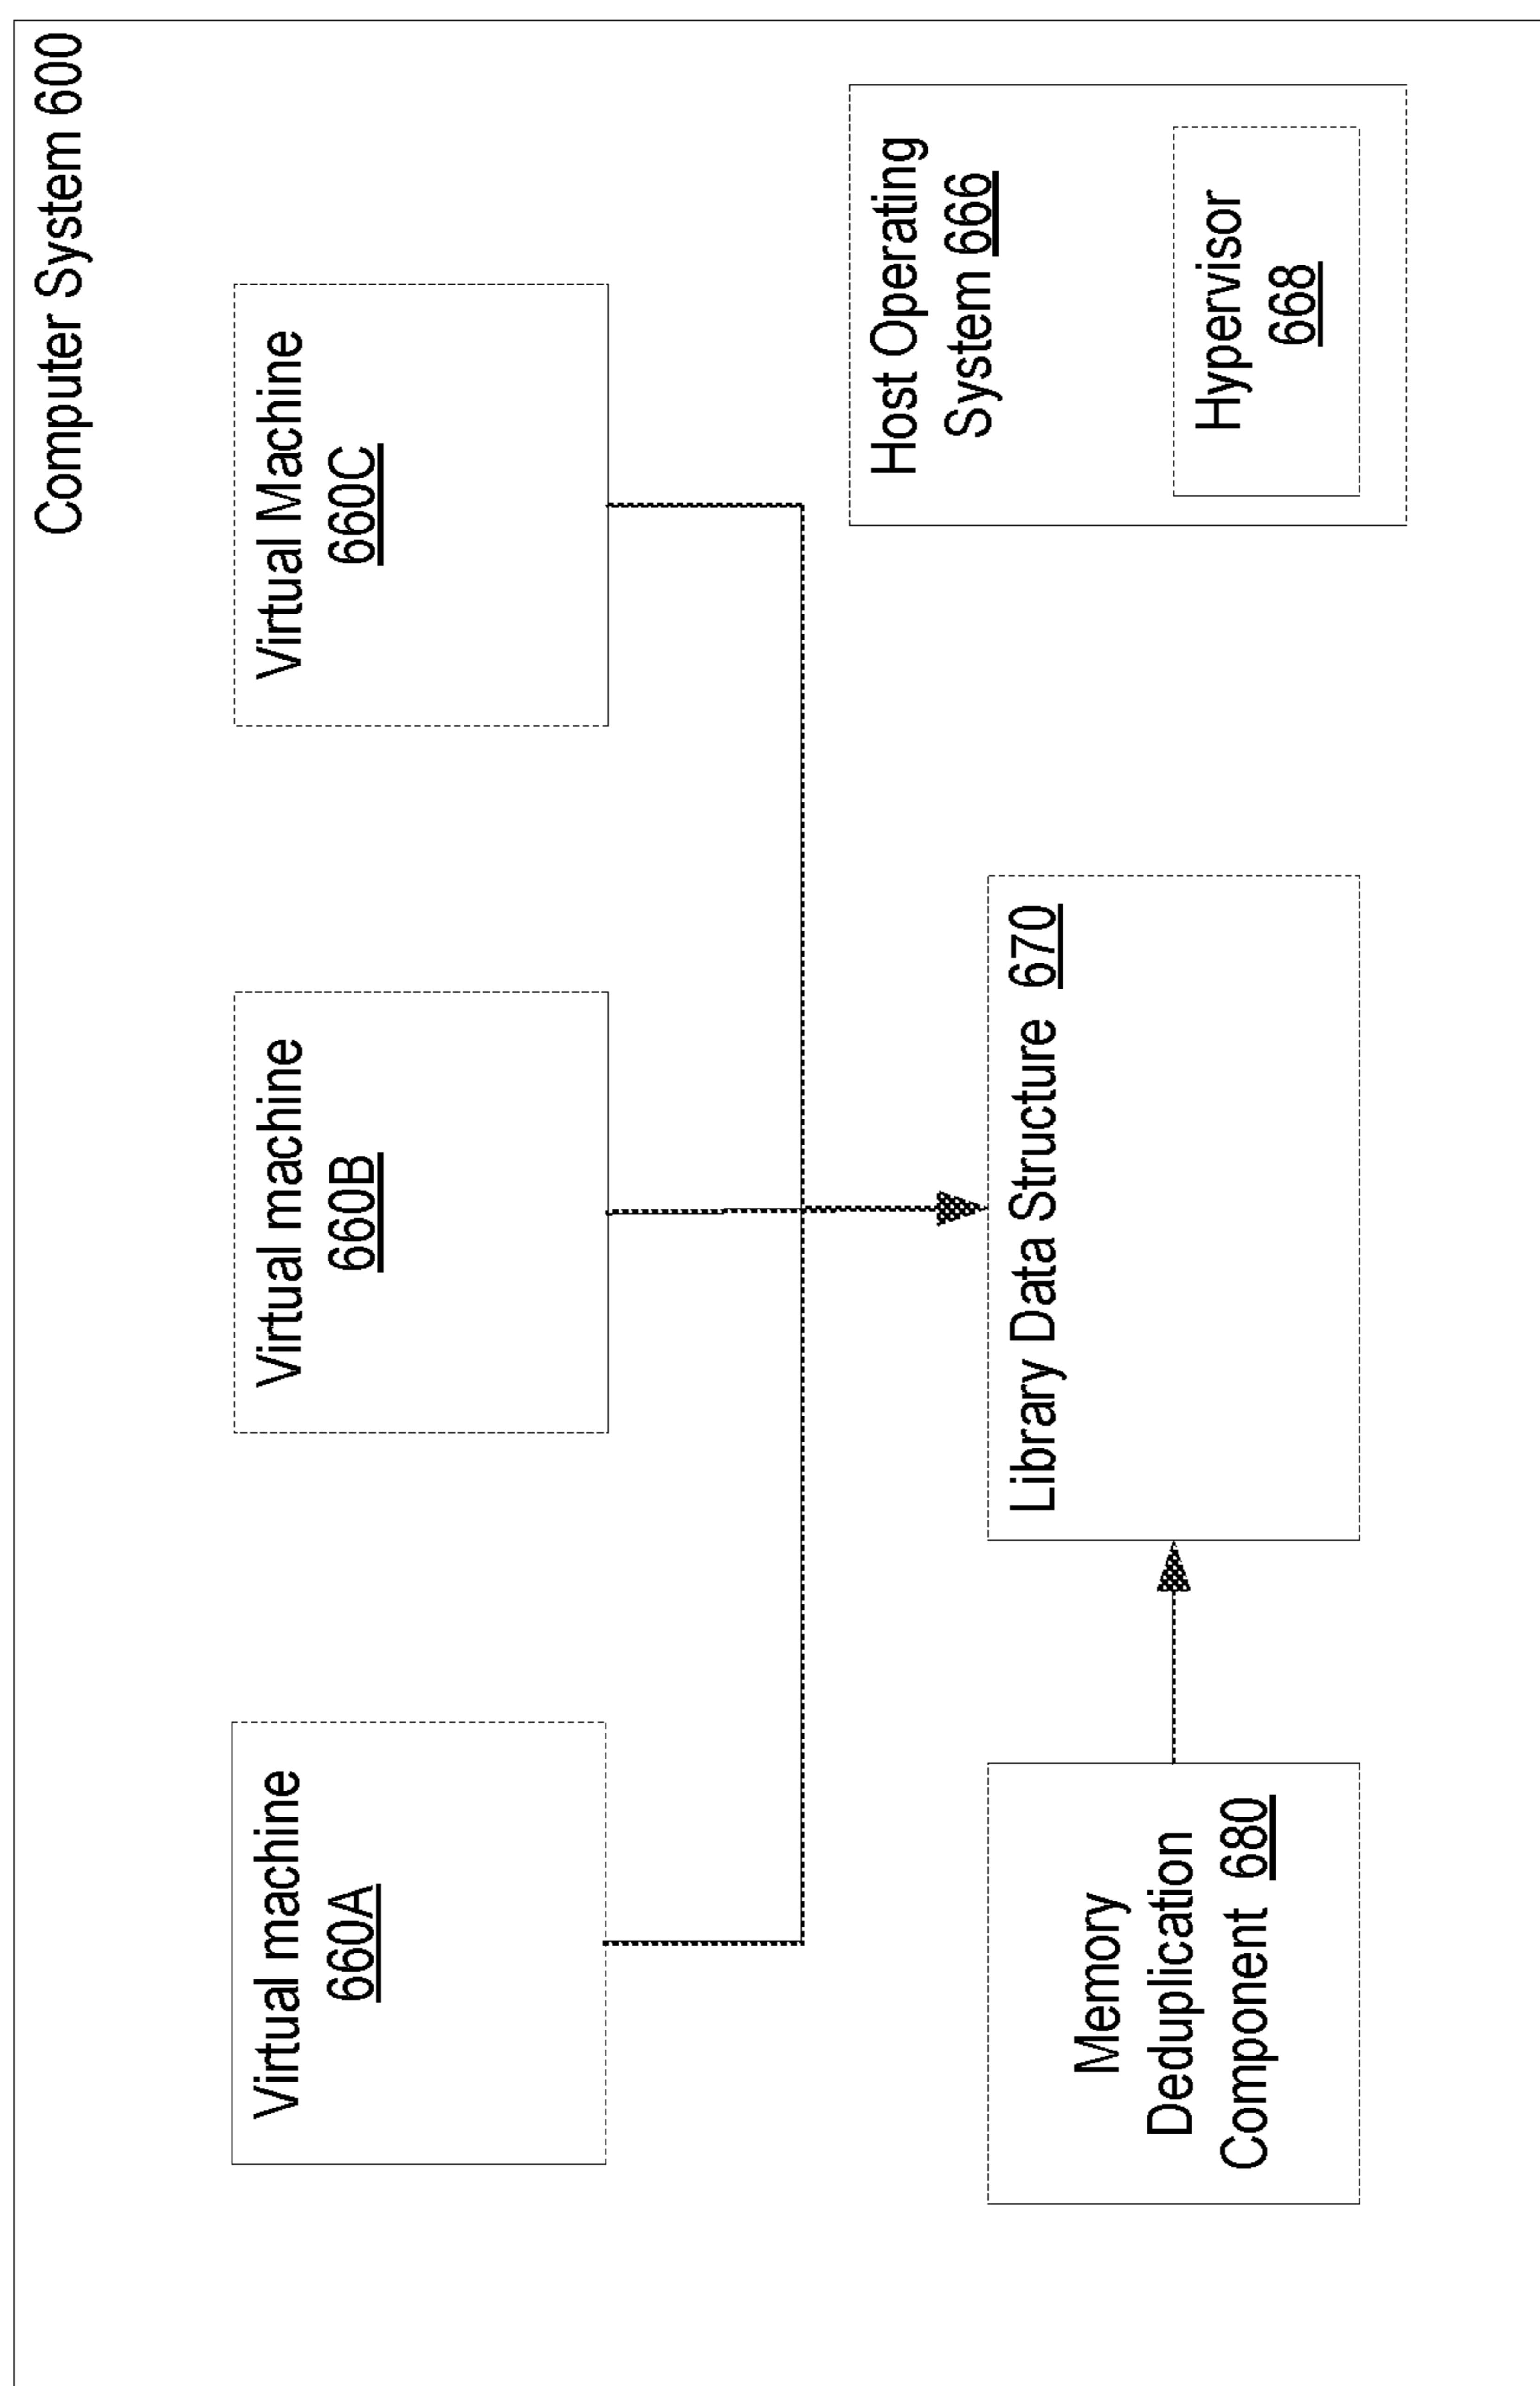 Computer System 600
Virtual machine
660A
Virtual machine
660B
Virtual Machine
660C
Memory
Deduplication
Component 680
Library Data Structure 670
Host Operating
System 666
Hypervisor
668